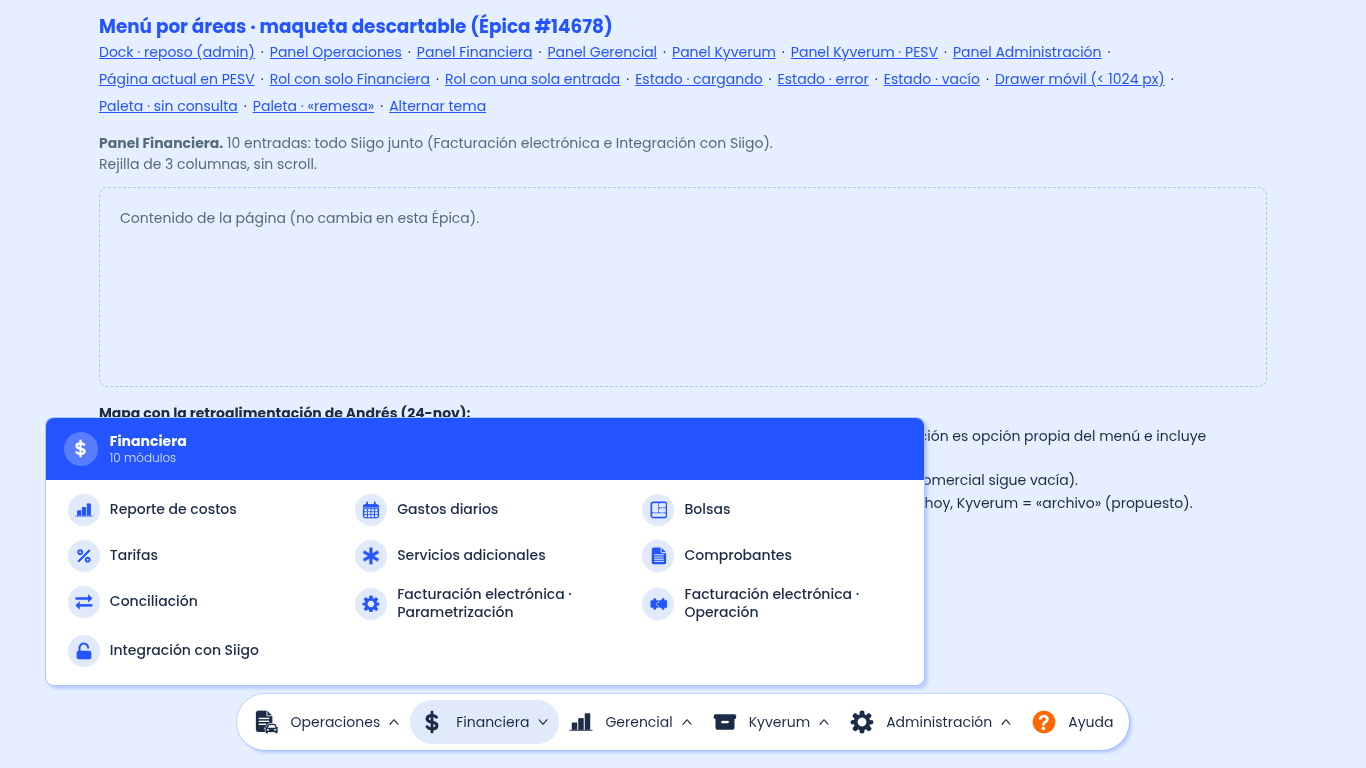 Menú por áreas · maqueta descartable (Épica #14678)
Dock · reposo (admin) · Panel Operaciones · Panel Financiera · Panel Gerencial · Panel Kyverum · Panel Kyverum · PESV · Panel Administración ·
Página actual en PESV · Rol con solo Financiera · Rol con una sola entrada · Estado · cargando · Estado · error · Estado · vacío · Drawer móvil (< 1024 px) ·
Paleta · sin consulta · Paleta · «remesa» · Alternar tema
Panel Financiera. 10 entradas: todo Siigo junto (Facturación electrónica e Integración con Siigo).
Rejilla de 3 columnas, sin scroll.
Contenido de la página (no cambia en esta Épica).
Mapa con la retroalimentación de Andrés (24-nov):
ción es opción propia del menú e incluye
omercial sigue vacía).
hoy, Kyverum = «archivo» (propuesto).
Financiera
10 módulos
Reporte de costos
Gastos diarios
Bolsas
Tarifas
Servicios adicionales
Comprobantes
Conciliación
Facturación electrónica ·
Parametrización
Facturación electrónica ·
Operación
Integración con Siigo
Operaciones
Financiera
Gerencial
Kyverum
Administración
Ayuda